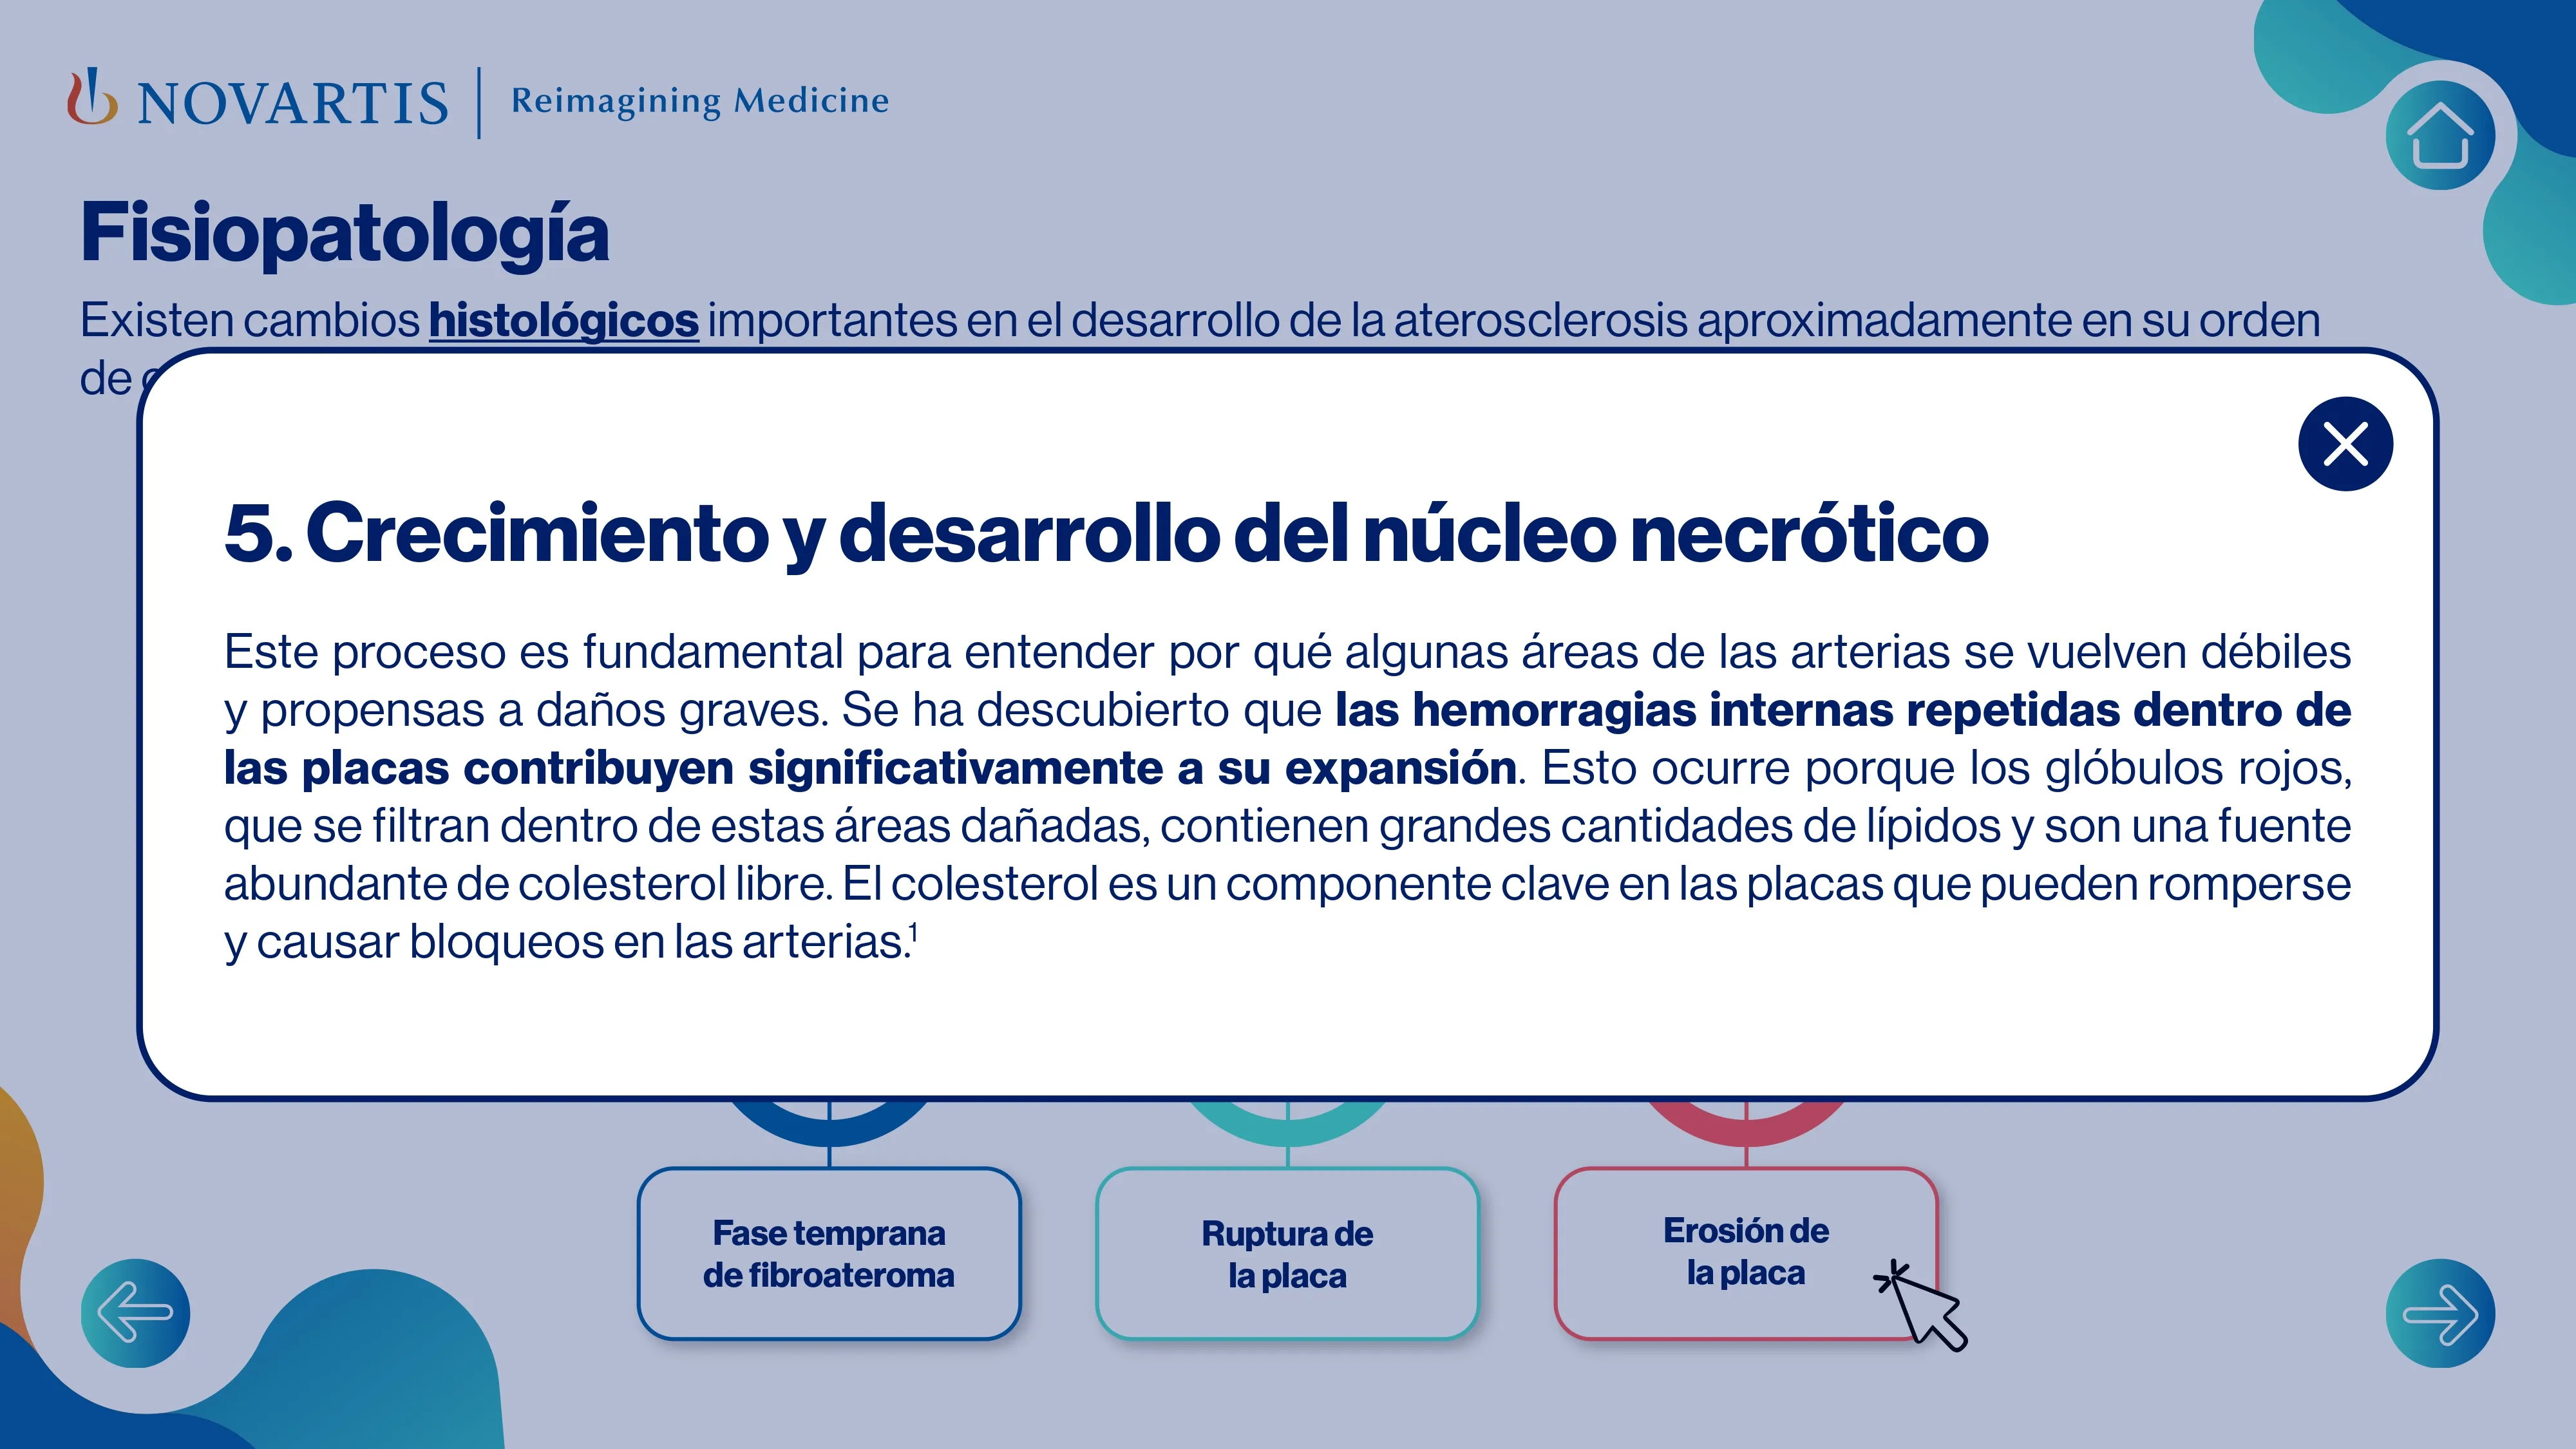 NOVARTIS | Reimagining Medicine
Fisiopatología
Existen cambios histológicos importantes en el desarrollo de la aterosclerosis aproximadamente en su orden
de
5. Crecimiento y desarrollo del núcleo necrótico
Este proceso es fundamental para entender por qué algunas áreas de las arterias se vuelven débiles
y propensas a daños graves. Se ha descubierto que las hemorragias internas repetidas dentro de
las placas contribuyen significativamente a su expansión. Esto ocurre porque los glóbulos rojos,
que se filtran dentro de estas áreas dañadas, contienen grandes cantidades de lípidos y son una fuente
abundante de colesterol libre. El colesterol es un componente clave en las placas que pueden romperse
y causar bloqueos en las arterias.¹
Fase temprana
de fibroateroma
Ruptura de
la placa
Erosión de
la placa